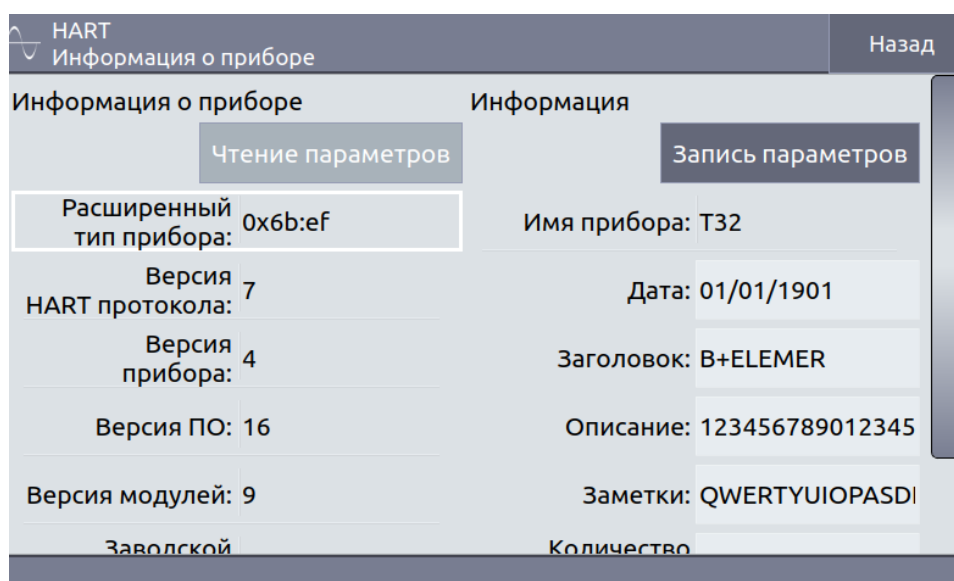 HART
Информация о приборе
Назад
Информация о приборе
Чтение параметров
Расширенный
тип прибора: 0x6b:ef
Версия
HART протокола: 7
Версия
прибора: 4
Версия ПО: 16
Версия модулей: 9
Заводской
Информация
Запись параметров
Имя прибора: T32
Дата: 01/01/1901
Заголовок: B+ELEMER
Описание: 123456789012345
Заметки: QWERTYUIOPASD
Количество